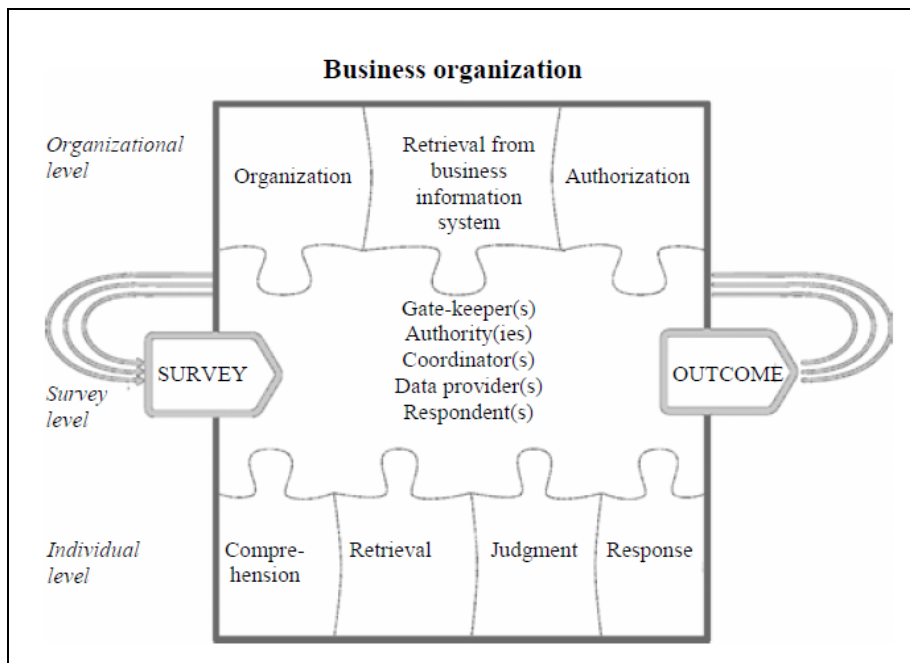 Business organization
Organizational
level
Organization
Retrieval from
business
information
system
Authorization
Gate-keeper(s)
Authority(ies)
Coordinator(s)
Data provider(s)
Respondent(s)
SURVEY
OUTCOME
Survey
level
Individual
level
Compre-
hension
Retrieval
Judgment
Response